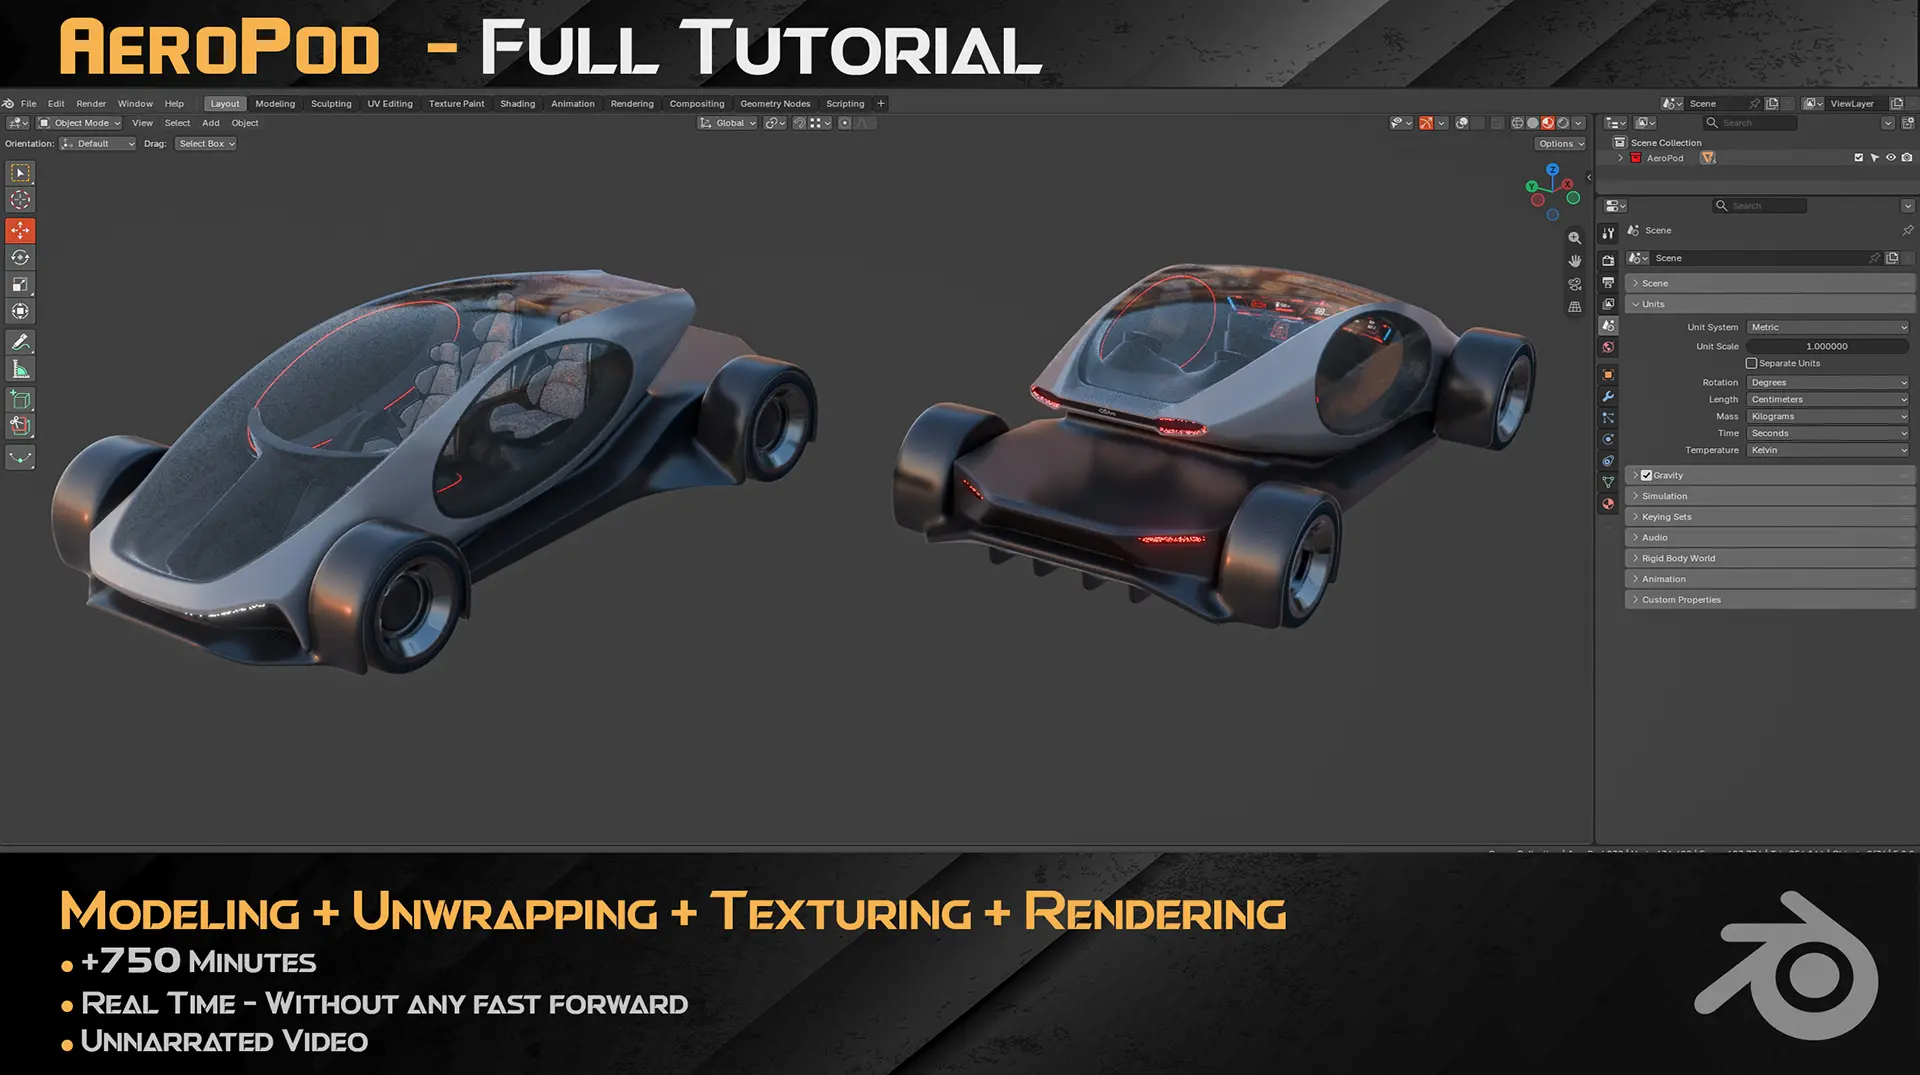 AeroPod - Full Tutorial
File Edit Render Window Help Layout Modeling Sculpting UV Editing Texture Paint Shading Animation Rendering Compositing Geometry Nodes Scripting + Scene ViewLayer
Object Mode View Select Add Object Global Search
Orientation: Default Drag: Select Box Options
Scene Collection
AeroPod
Z
Y X
Search
Scene
Scene
Scene
Units
Unit System Metric
Unit Scale 1.000000
Separate Units
Rotation Degrees
Length Centimeters
Mass Kilograms
Time Seconds
Temperature Kelvin
Gravity
Simulation
Keying Sets
Audio
Rigid Body World
Animation
Custom Properties
Modeling + Unwrapping + Texturing + Rendering
• +750 Minutes
• Real Time - Without any fast forward
• Unnarrated Video